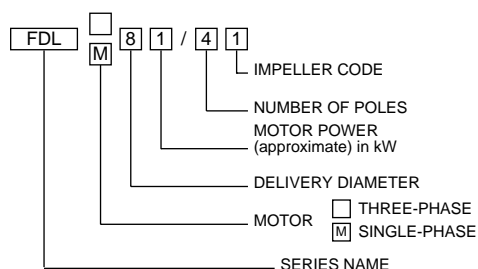 FDL M 8 1 / 4 1
IMPELLER CODE
NUMBER OF POLES
MOTOR POWER
(approximate) in kW
DELIVERY DIAMETER
MOTOR THREE-PHASE
M SINGLE-PHASE
SERIES NAME